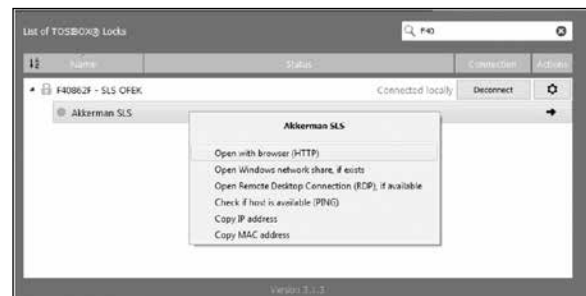 List of TOSIBOX® Locks
F40
Name Status Connection Actions
F40862F - SLS OFEK Connected locally Disconnect
Akkerman SLS
Akkerman SLS
Open with browser (HTTP)
Open Windows network share, if exists
Open Remote Desktop Connection (RDP), if available
Check if host is available (PING)
Copy IP address
Copy MAC address
Version 3.1.3